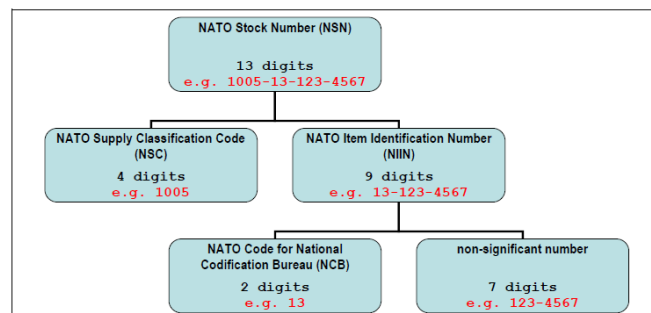 NATO Stock Number (NSN)
13 digits
e.g. 1005-13-123-4567
NATO Supply Classification Code
(NSC)
4 digits
e.g. 1005
NATO Item Identification Number
(NIIN)
9 digits
e.g. 13-123-4567
NATO Code for National
Codification Bureau (NCB)
2 digits
e.g. 13
non-significant number
7 digits
e.g. 123-4567